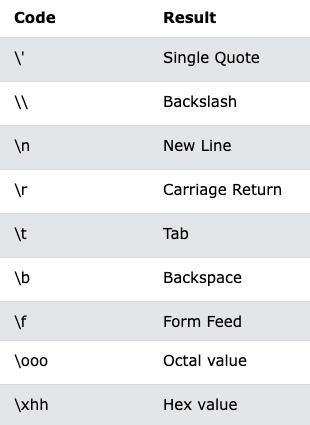 Code Result
\' Single Quote
\\ Backslash
\n New Line
\r Carriage Return
\t Tab
\b Backspace
\f Form Feed
\ooo Octal value
\xhh Hex value